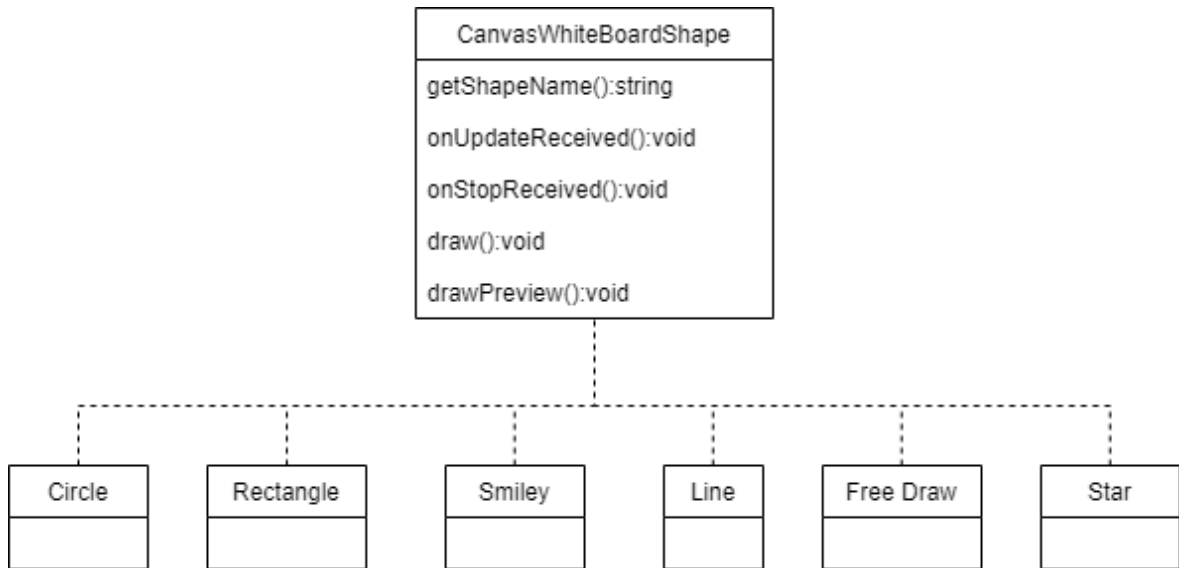 CanvasWhiteBoardShape
getShapeName():string
onUpdateReceived():void
onStopReceived():void
draw():void
drawPreview():void
Circle
Rectangle
Smiley
Line
Free Draw
Star